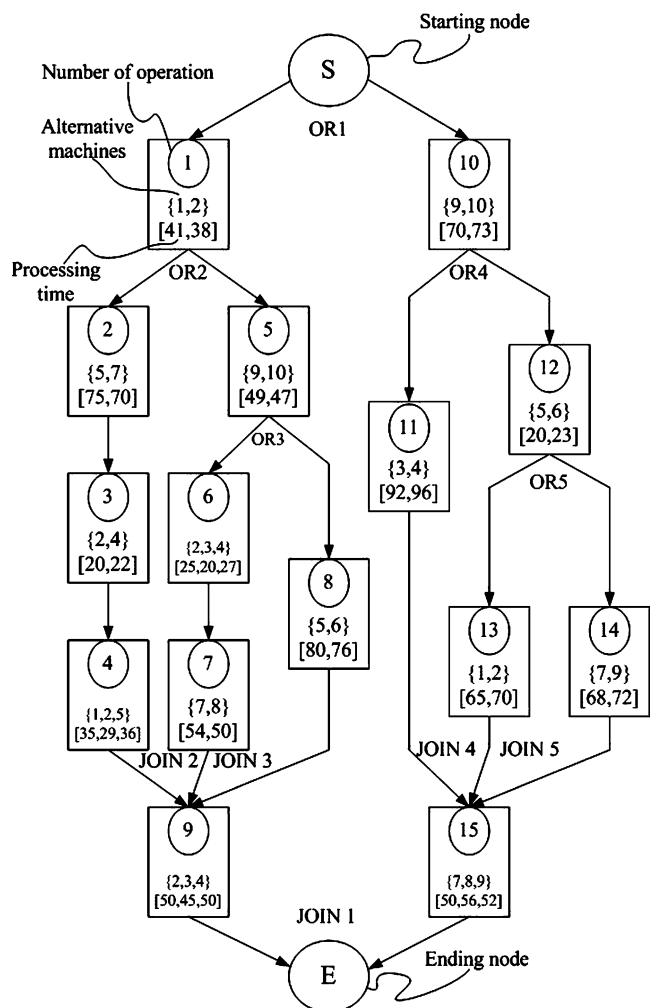 Starting node
S
Number of operation
OR1
Alternative
machines
1
{1,2}
[41,38]
10
{9,10}
[70,73]
Processing
time
OR2
OR4
2
{5,7}
[75,70]
5
{9,10}
[49,47]
12
{5,6}
[20,23]
11
{3,4}
[92,96]
OR3
OR5
3
{2,4}
[20,22]
6
{2,3,4}
[25,20,27]
8
{5,6}
[80,76]
4
{1,2,5}
[35,29,36]
7
{7,8}
[54,50]
13
{1,2}
[65,70]
14
{7,9}
[68,72]
JOIN 2
JOIN 3
JOIN 4
JOIN 5
9
{2,3,4}
[50,45,50]
15
{7,8,9}
[50,56,52]
JOIN 1
E
Ending node